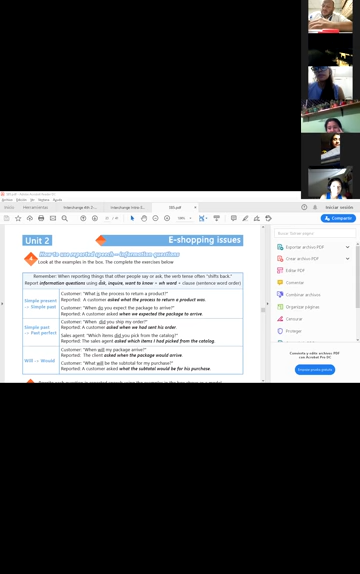 Inicio
Herramientas
Iniciar sesión
Compartir
Unit 2
E-shopping issues
How to use reported speech – information questions
Look at the examples in the box. The complete the exercises below
Remember: When reporting things that other people say or ask, the verb tense often "shifts back."
Report information questions using ask, inquire, want to know + wh word + clause (sentence word order)
Simple present → Simple past
Customer: "What is the process to return a product?"
Reported: A customer asked what the process to return a product was.
Customer: "When do you expect the package to arrive?"
Reported: A customer asked when we expected the package to arrive.
Simple past → Past perfect
Customer: "When did you ship my order?"
Reported: A customer asked when we had sent his order.
Sales agent: "Which items did you pick from the catalog?"
Reported: The sales agent asked which items I had picked from the catalog.
Will → Would
Customer: "When will my package arrive?"
Reported: The client asked when the package would arrive.
Customer: "What will be the subtotal for my purchase?"
Reported: A customer asked what the subtotal would be for his purchase.
Exportar archivo PDF
Crear archivo PDF
Editar PDF
Comentar
Combinar archivos
Organizar páginas
Censurar
Proteger